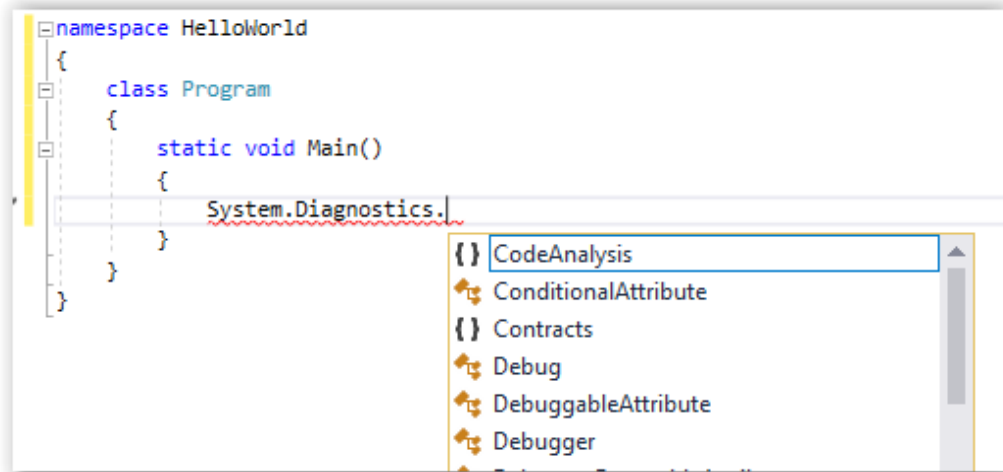 namespace HelloWorld
{
class Program
{
static void Main()
{
System.Diagnostics.
}
}
}
{ } CodeAnalysis
ConditionalAttribute
{ } Contracts
Debug
DebuggableAttribute
Debugger